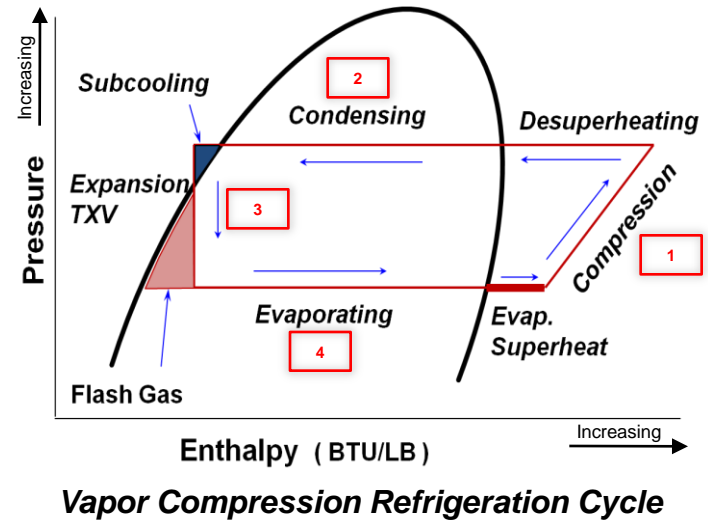 Increasing
Pressure
Subcooling
2
Condensing
Desuperheating
Expansion
TXV
3
Compression
1
Evaporating
4
Evap.
Superheat
Flash Gas
Increasing
Enthalpy ( BTU/LB )
Vapor Compression Refrigeration Cycle